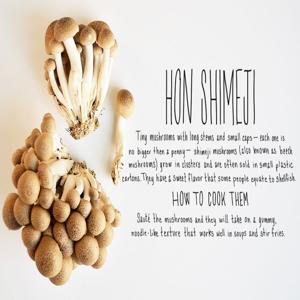 HON SHIMEJI
Tiny mushrooms with long stems and small caps – each one is
no bigger than a penny – shimeji mushrooms (also known as beech
mushrooms) grow in clusters and are often sold in small plastic
cartons. They have a sweet flavor that some people equate to shellfish.
HOW TO COOK THEM
Sauté the mushrooms and they will take on a gummy,
noodle-like texture that works well in soups and stir fries.